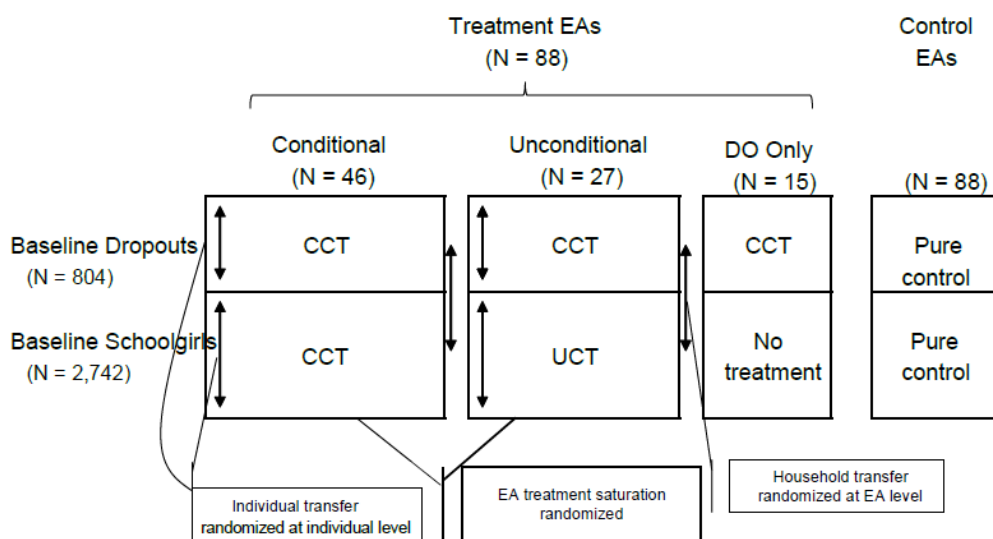 Treatment EAs
(N = 88)
Control
EAs
Conditional
(N = 46)
Unconditional
(N = 27)
DO Only
(N = 15)
(N = 88)
Baseline Dropouts
(N = 804)
CCT
CCT
CCT
Pure
control
Baseline Schoolgirls
(N = 2,742)
CCT
UCT
No
treatment
Pure
control
Individual transfer
randomized at individual level
EA treatment saturation
randomized
Household transfer
randomized at EA level